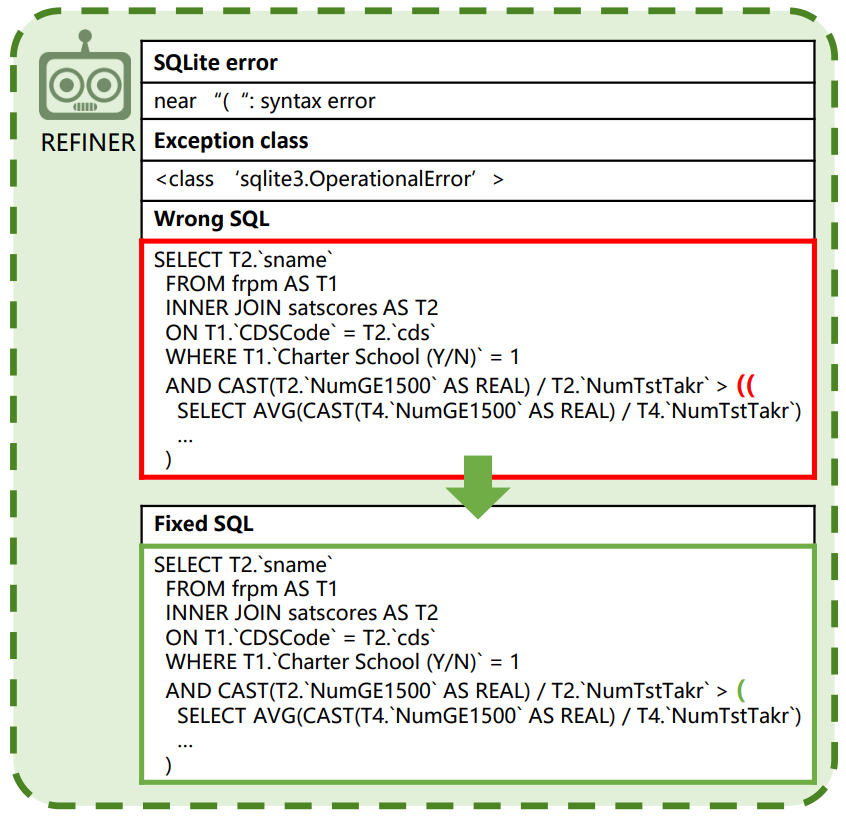 REFINER
SQLite error
near “( “: syntax error
Exception class
<class ‘sqlite3.OperationalError’ >
Wrong SQL
SELECT T2.`sname`
FROM frpm AS T1
INNER JOIN satscores AS T2
ON T1.`CDSCode` = T2.`cds`
WHERE T1.`Charter School (Y/N)` = 1
AND CAST(T2.`NumGE1500` AS REAL) / T2.`NumTstTakr` > ((
SELECT AVG(CAST(T4.`NumGE1500` AS REAL) / T4.`NumTstTakr`)
...
)
Fixed SQL
SELECT T2.`sname`
FROM frpm AS T1
INNER JOIN satscores AS T2
ON T1.`CDSCode` = T2.`cds`
WHERE T1.`Charter School (Y/N)` = 1
AND CAST(T2.`NumGE1500` AS REAL) / T2.`NumTstTakr` > (
SELECT AVG(CAST(T4.`NumGE1500` AS REAL) / T4.`NumTstTakr`)
...
)